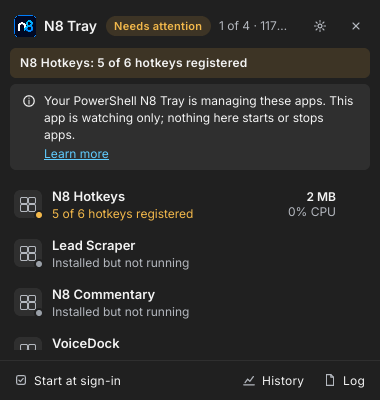 n8 N8 Tray Needs attention 1 of 4 · 117...
N8 Hotkeys: 5 of 6 hotkeys registered
Your PowerShell N8 Tray is managing these apps. This
app is watching only; nothing here starts or stops
apps.
Learn more
N8 Hotkeys 2 MB
5 of 6 hotkeys registered 0% CPU
Lead Scraper
Installed but not running
N8 Commentary
Installed but not running
VoiceDock
Start at sign-in History Log